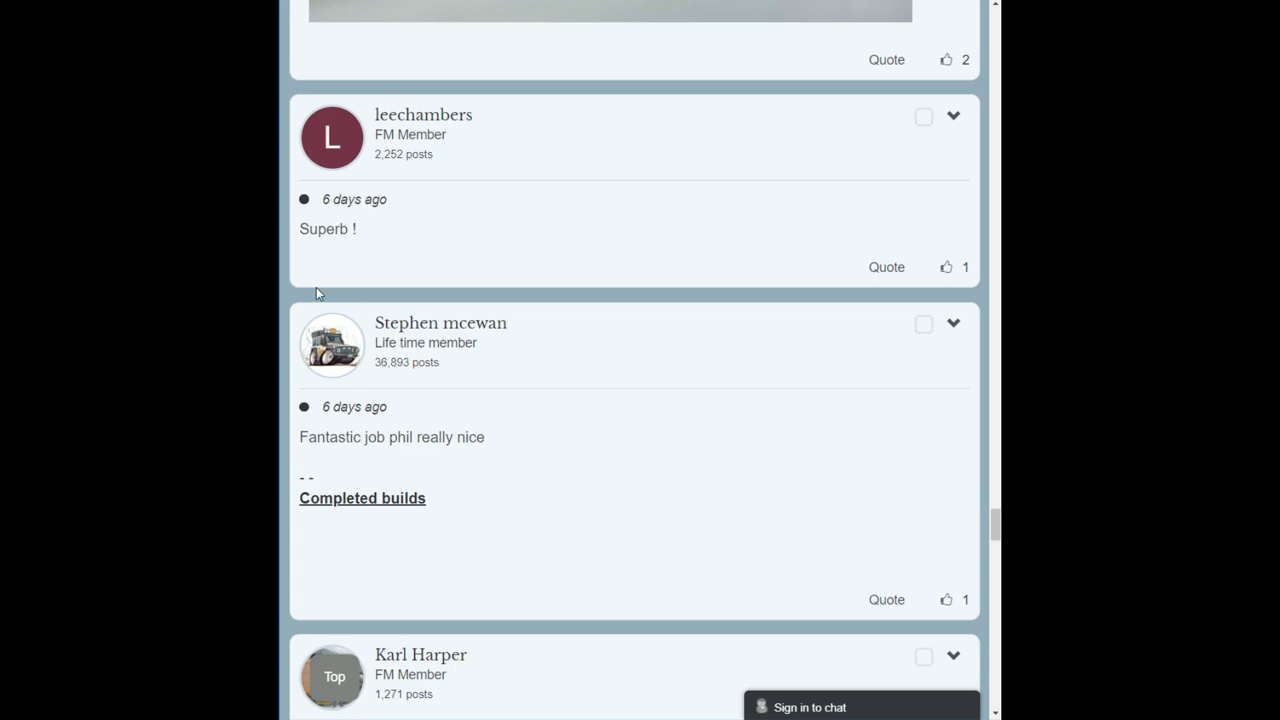 Quote 2
L
leechambers
FM Member
2,252 posts
6 days ago
Superb !
Quote 1
Stephen mcewan
Life time member
36,893 posts
6 days ago
Fantastic job phil really nice
- -
Completed builds
Quote 1
Karl Harper
FM Member
1,271 posts
Top
Sign in to chat